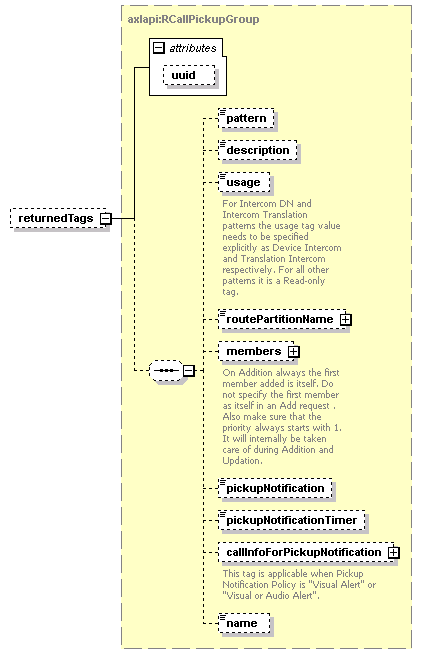 axlapi:RCallPickupGroup
attributes
uuid
pattern
description
usage
For Intercom DN and
Intercom Translation
patterns the usage tag value
needs to be specified
explicitly as Device Intercom
and Translation Intercom
respectively. For all other
patterns it is a Read-only
tag.
returnedTags
routePartitionName
members
On Addition always the first
member added is itself. Do
not specify the first member
as itself in an Add request .
Also make sure that the
priority always starts with 1.
It will internally be taken
care of during Addition and
Updation.
pickupNotification
pickupNotificationTimer
callInfoForPickupNotification
This tag is applicable when Pickup
Notification Policy is "Visual Alert" or
"Visual or Audio Alert".
name